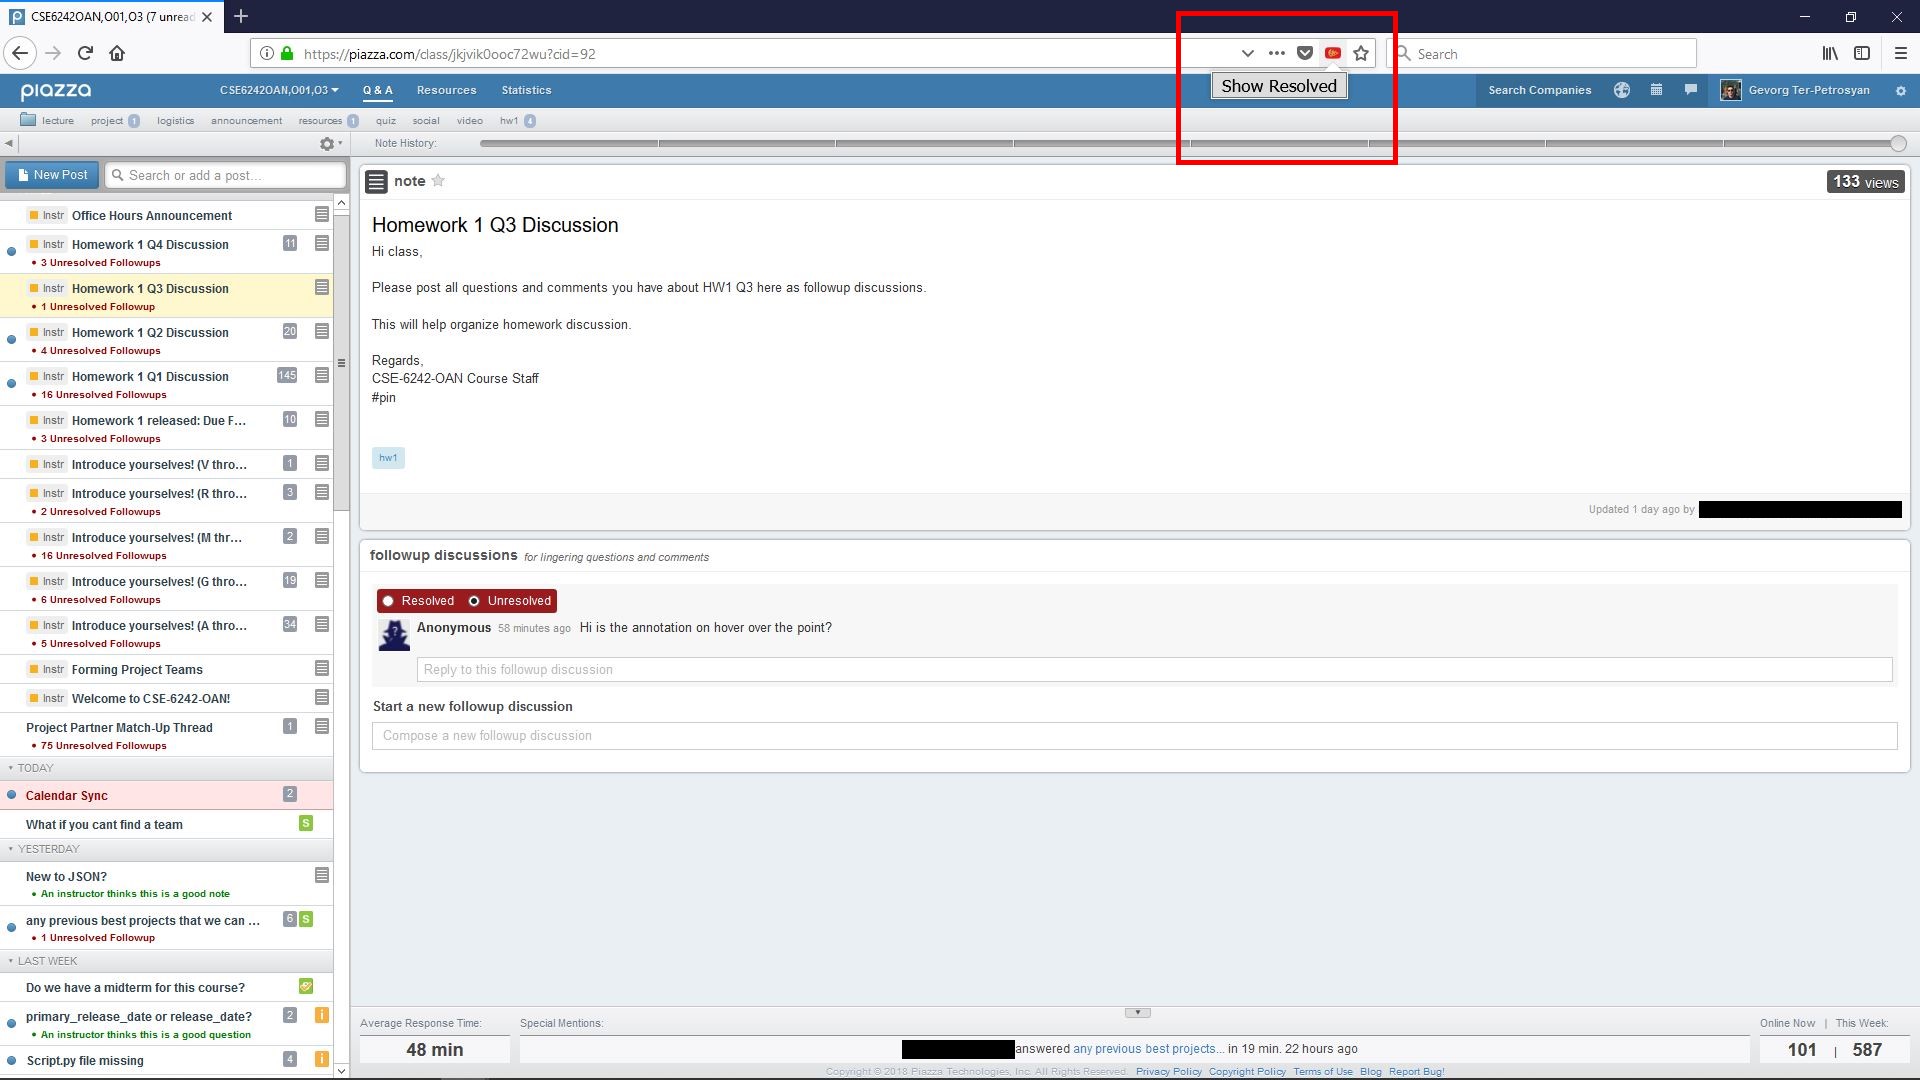 CSE6242OAN,O01,O3 (7 unread
https://piazza.com/class/jkjvik0ooc72wu?cid=92
Search
Show Resolved
piazza
CSE6242OAN,O01,O3
Q & A
Resources
Statistics
Search Companies
Gevorg Ter-Petrosyan
lecture
project 1
logistics
announcement
resources 1
quiz
social
video
hw1 4
Note History:
New Post
Search or add a post...
Instr Office Hours Announcement
Instr Homework 1 Q4 Discussion 11
• 3 Unresolved Followups
Instr Homework 1 Q3 Discussion
• 1 Unresolved Followup
Instr Homework 1 Q2 Discussion 20
• 4 Unresolved Followups
Instr Homework 1 Q1 Discussion 145
• 16 Unresolved Followups
Instr Homework 1 released: Due F... 10
• 3 Unresolved Followups
Instr Introduce yourselves! (V thro... 1
Instr Introduce yourselves! (R thro... 3
• 2 Unresolved Followups
Instr Introduce yourselves! (M thr... 2
• 16 Unresolved Followups
Instr Introduce yourselves! (G thro... 19
• 6 Unresolved Followups
Instr Introduce yourselves! (A thro... 34
• 5 Unresolved Followups
Instr Forming Project Teams
Instr Welcome to CSE-6242-OAN!
Project Partner Match-Up Thread 1
• 75 Unresolved Followups
TODAY
Calendar Sync 2
What if you cant find a team S
YESTERDAY
New to JSON?
• An instructor thinks this is a good note
any previous best projects that we can ... 6 S
• 1 Unresolved Followup
LAST WEEK
Do we have a midterm for this course?
primary_release_date or release_date? 2 i
• An instructor thinks this is a good question
Script.py file missing 4 i
note
133 views
Homework 1 Q3 Discussion
Hi class,
Please post all questions and comments you have about HW1 Q3 here as followup discussions.
This will help organize homework discussion.
Regards,
CSE-6242-OAN Course Staff
#pin
hw1
Updated 1 day ago by
followup discussions for lingering questions and comments
Resolved Unresolved
Anonymous 58 minutes ago Hi is the annotation on hover over the point?
Reply to this followup discussion
Start a new followup discussion
Compose a new followup discussion
Average Response Time:
48 min
Special Mentions:
answered any previous best projects... in 19 min. 22 hours ago
Online Now | This Week:
101 | 587
Copyright © 2018 Piazza Technologies, Inc. All Rights Reserved. Privacy Policy Copyright Policy Terms of Use Blog Report Bug!